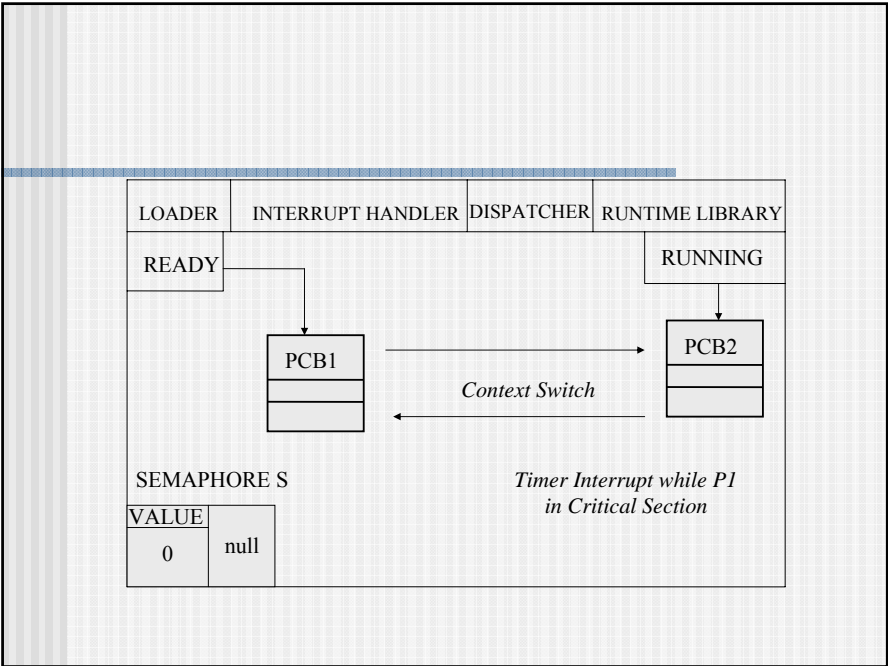 LOADER
INTERRUPT HANDLER
DISPATCHER
RUNTIME LIBRARY
READY
RUNNING
PCB1
PCB2
Context Switch
SEMAPHORE S
Timer Interrupt while P1
in Critical Section
VALUE
0
null